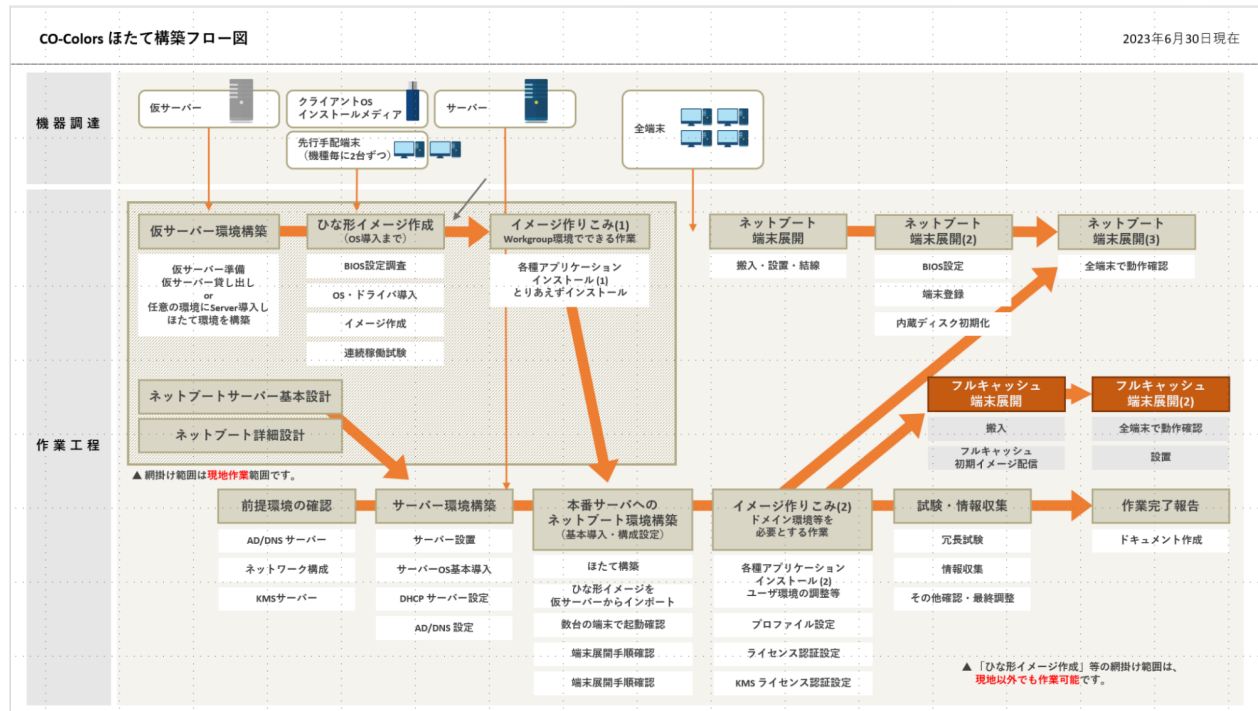 CO-Colors ほたて構築フロー図
2023年6月30日現在
機器調達
仮サーバー
クライアントOS
インストールメディア
先行手配端末
（機種毎に2台ずつ）
サーバー
全端末
作業工程
仮サーバー環境構築
仮サーバー準備
仮サーバー貸し出し
or
任意の環境にServer導入し
ほたて環境を構築
ひな形イメージ作成
（OS導入まで）
BIOS設定調査
OS・ドライバ導入
イメージ作成
連続稼働試験
イメージ作りこみ(1)
Workgroup環境でできる作業
各種アプリケーション
インストール (1)
とりあえずインストール
ネットブート
端末展開
搬入・設置・結線
ネットブート
端末展開(2)
BIOS設定
端末登録
内蔵ディスク初期化
ネットブート
端末展開(3)
全端末で動作確認
ネットブートサーバー基本設計
ネットブート詳細設計
▲ 網掛け範囲は現地作業範囲です。
フルキャッシュ
端末展開
搬入
フルキャッシュ
初期イメージ配信
フルキャッシュ
端末展開(2)
全端末で動作確認
設置
前提環境の確認
AD/DNS サーバー
ネットワーク構成
KMSサーバー
サーバー環境構築
サーバー設置
サーバーOS基本導入
DHCP サーバー設定
AD/DNS 設定
本番サーバへの
ネットブート環境構築
（基本導入・構成設定）
ほたて構築
ひな形イメージを
仮サーバーからインポート
数台の端末で起動確認
端末展開手順確認
端末展開手順確認
イメージ作りこみ(2)
ドメイン環境等を
必要とする作業
各種アプリケーション
インストール (2)
ユーザ環境の調整等
プロファイル設定
ライセンス認証設定
KMS ライセンス認証設定
試験・情報収集
冗長試験
情報収集
その他確認・最終調整
作業完了報告
ドキュメント作成
▲ 「ひな形イメージ作成」等の網掛け範囲は、
現地以外でも作業可能です。